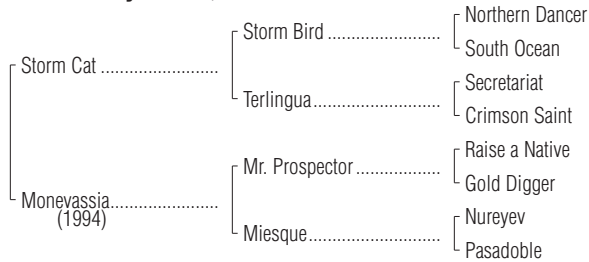 Northern Dancer
Storm Bird ........................
South Ocean
Storm Cat .........................
Secretariat
Terlingua...........................
Crimson Saint
Raise a Native
Mr. Prospector ..................
Gold Digger
Monevassia.......................
(1994)
Nureyev
Miesque............................
Pasadoble